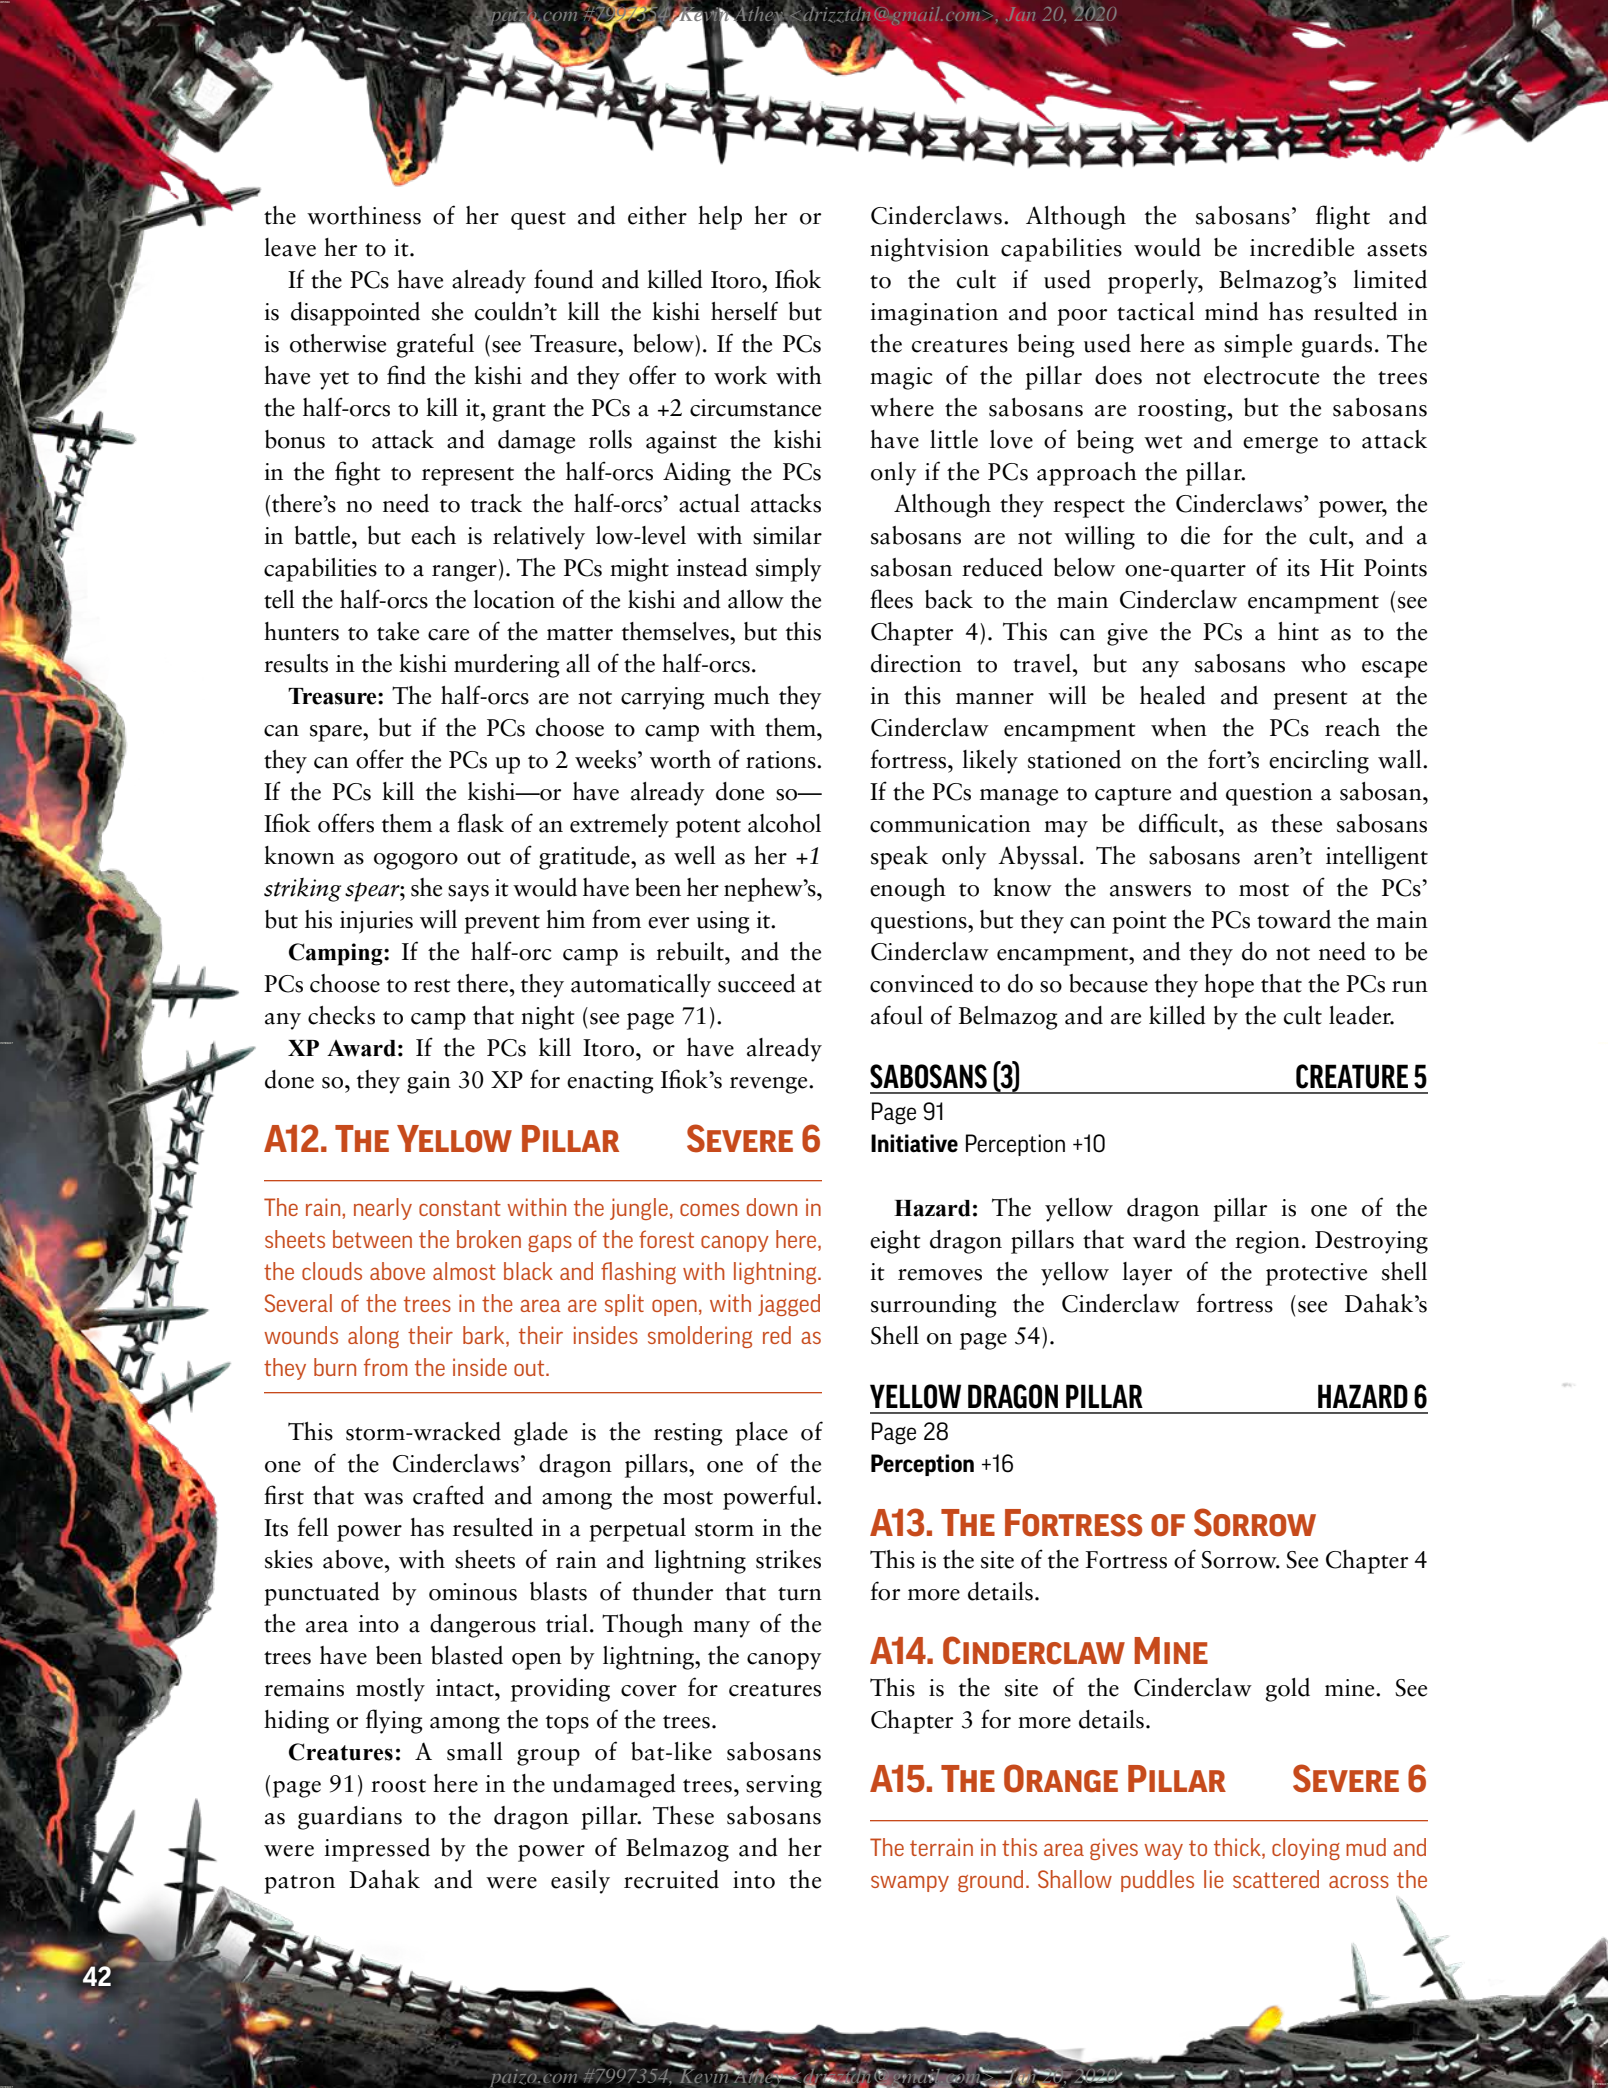 paizo.com #7997354, Kevin Athey <drizztdn@gmail.com>, Jan 20, 2020
the worthiness of her quest and either help her or
leave her to it.
If the PCs have already found and killed Itoro, Ifiok
is disappointed she couldn’t kill the kishi herself but
is otherwise grateful (see Treasure, below). If the PCs
have yet to find the kishi and they offer to work with
the half-orcs to kill it, grant the PCs a +2 circumstance
bonus to attack and damage rolls against the kishi
in the fight to represent the half-orcs Aiding the PCs
(there’s no need to track the half-orcs’ actual attacks
in battle, but each is relatively low-level with similar
capabilities to a ranger). The PCs might instead simply
tell the half-orcs the location of the kishi and allow the
hunters to take care of the matter themselves, but this
results in the kishi murdering all of the half-orcs.
Treasure: The half-orcs are not carrying much they
can spare, but if the PCs choose to camp with them,
they can offer the PCs up to 2 weeks’ worth of rations.
If the PCs kill the kishi—or have already done so—
Ifiok offers them a flask of an extremely potent alcohol
known as ogogoro out of gratitude, as well as her +1
striking spear; she says it would have been her nephew’s,
but his injuries will prevent him from ever using it.
Camping: If the half-orc camp is rebuilt, and the
PCs choose to rest there, they automatically succeed at
any checks to camp that night (see page 71).
XP Award: If the PCs kill Itoro, or have already
done so, they gain 30 XP for enacting Ifiok’s revenge.
A12. The Yellow Pillar Severe 6
The rain, nearly constant within the jungle, comes down in
sheets between the broken gaps of the forest canopy here,
the clouds above almost black and flashing with lightning.
Several of the trees in the area are split open, with jagged
wounds along their bark, their insides smoldering red as
they burn from the inside out.
This storm-wracked glade is the resting place of
one of the Cinderclaws’ dragon pillars, one of the
first that was crafted and among the most powerful.
Its fell power has resulted in a perpetual storm in the
skies above, with sheets of rain and lightning strikes
punctuated by ominous blasts of thunder that turn
the area into a dangerous trial. Though many of the
trees have been blasted open by lightning, the canopy
remains mostly intact, providing cover for creatures
hiding or flying among the tops of the trees.
Creatures: A small group of bat-like sabosans
(page 91) roost here in the undamaged trees, serving
as guardians to the dragon pillar. These sabosans
were impressed by the power of Belmazog and her
patron Dahak and were easily recruited into the
Cinderclaws. Although the sabosans’ flight and
nightvision capabilities would be incredible assets
to the cult if used properly, Belmazog’s limited
imagination and poor tactical mind has resulted in
the creatures being used here as simple guards. The
magic of the pillar does not electrocute the trees
where the sabosans are roosting, but the sabosans
have little love of being wet and emerge to attack
only if the PCs approach the pillar.
Although they respect the Cinderclaws’ power, the
sabosans are not willing to die for the cult, and a
sabosan reduced below one-quarter of its Hit Points
flees back to the main Cinderclaw encampment (see
Chapter 4). This can give the PCs a hint as to the
direction to travel, but any sabosans who escape
in this manner will be healed and present at the
Cinderclaw encampment when the PCs reach the
fortress, likely stationed on the fort’s encircling wall.
If the PCs manage to capture and question a sabosan,
communication may be difficult, as these sabosans
speak only Abyssal. The sabosans aren’t intelligent
enough to know the answers to most of the PCs’
questions, but they can point the PCs toward the main
Cinderclaw encampment, and they do not need to be
convinced to do so because they hope that the PCs run
afoul of Belmazog and are killed by the cult leader.
SABOSANS (3) CREATURE 5
Page 91
Initiative Perception +10
Hazard: The yellow dragon pillar is one of the
eight dragon pillars that ward the region. Destroying
it removes the yellow layer of the protective shell
surrounding the Cinderclaw fortress (see Dahak’s
Shell on page 54).
YELLOW DRAGON PILLAR HAZARD 6
Page 28
Perception +16
A13. The Fortress of Sorrow
This is the site of the Fortress of Sorrow. See Chapter 4
for more details.
A14. Cinderclaw Mine
This is the site of the Cinderclaw gold mine. See
Chapter 3 for more details.
A15. The Orange Pillar Severe 6
The terrain in this area gives way to thick, cloying mud and
swampy ground. Shallow puddles lie scattered across the
42
paizo.com #7997354, Kevin Athey <drizztdn@gmail.com>, Jan 20, 2020